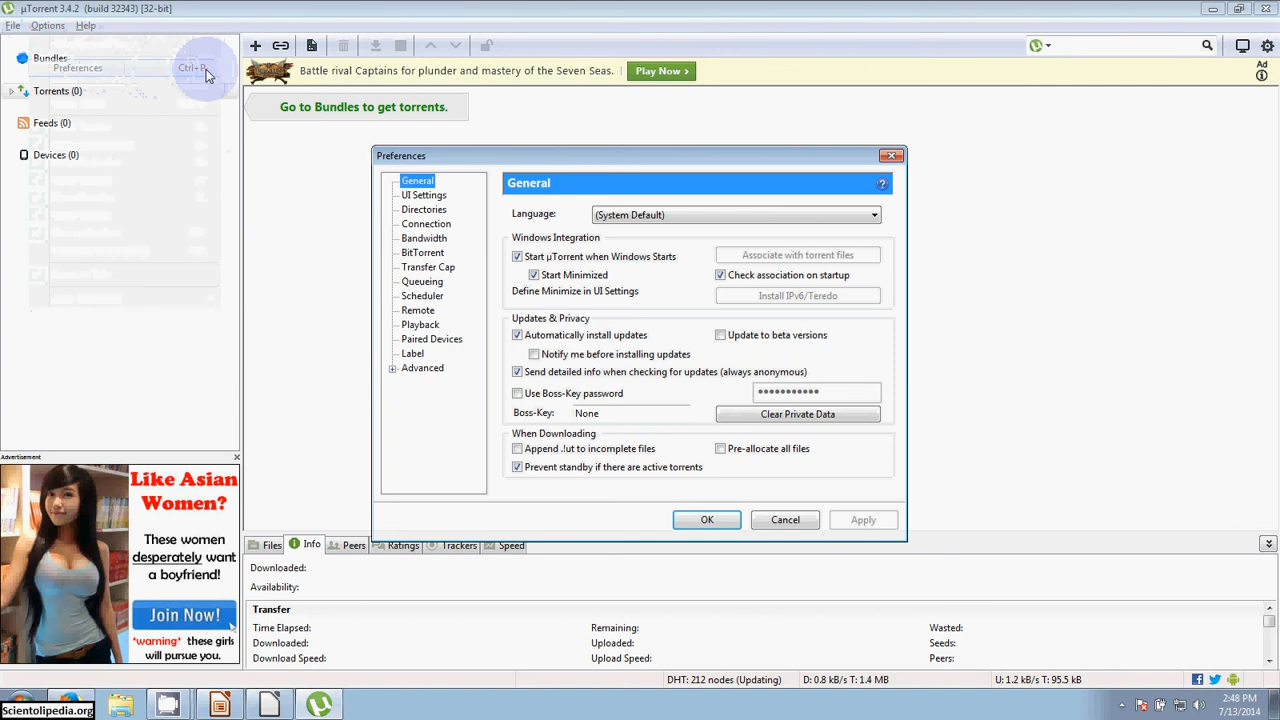 µTorrent 3.4.2 (build 32343) [32-bit]
File Options Help
Bundles
Preferences Ctrl+P
Torrents (0)
Feeds (0)
Devices (0)
Battle rival Captains for plunder and mastery of the Seven Seas. Play Now >
Ad
Go to Bundles to get torrents.
Preferences
General
UI Settings
Directories
Connection
Bandwidth
BitTorrent
Transfer Cap
Queueing
Scheduler
Remote
Playback
Paired Devices
Label
Advanced
General
Language: (System Default)
Windows Integration
Start µTorrent when Windows Starts Associate with torrent files
Start Minimized Check association on startup
Define Minimize in UI Settings Install IPv6/Teredo
Updates & Privacy
Automatically install updates Update to beta versions
Notify me before installing updates
Send detailed info when checking for updates (always anonymous)
Use Boss-Key password
Boss-Key: None Clear Private Data
When Downloading
Append .!ut to incomplete files Pre-allocate all files
Prevent standby if there are active torrents
OK Cancel Apply
Advertisement
Like Asian
Women?
These women
desperately want
a boyfriend!
Join Now!
*warning* these girls
will pursue you.
Files Info Peers Ratings Trackers Speed
Downloaded:
Availability:
Transfer
Time Elapsed: Remaining: Wasted:
Downloaded: Uploaded: Seeds:
Download Speed: Upload Speed: Peers:
DHT: 212 nodes (Updating) D: 0.8 kB/s T: 1.4 MB U: 1.2 kB/s T: 95.5 kB
Scientolipedia.org
2:48 PM
7/13/2014